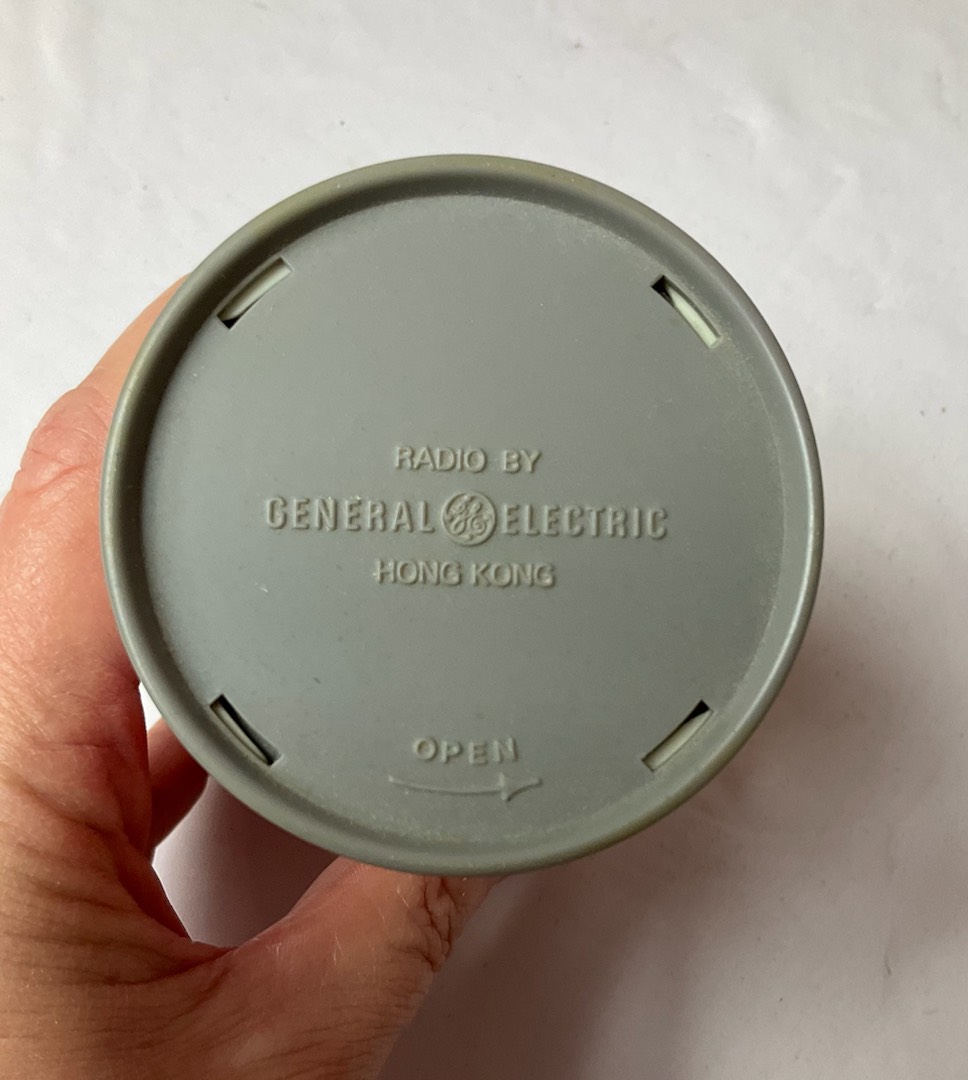 RADIO BY
GENERAL GE ELECTRIC
HONG KONG
OPEN